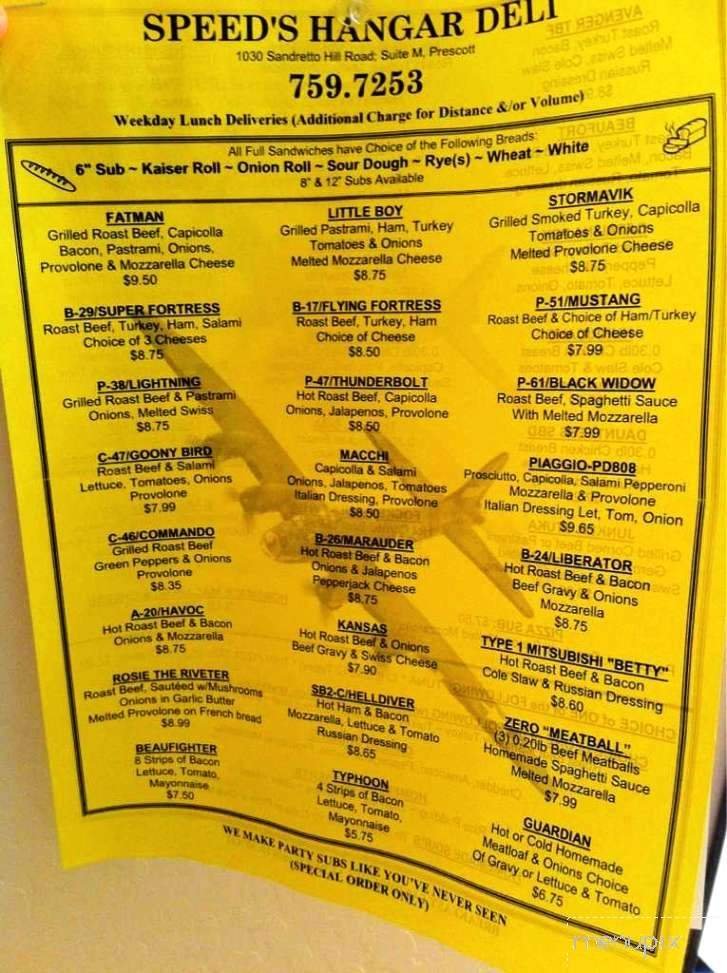 SPEED'S HANGAR DELI
1030 Sandretto Hill Road; Suite M, Prescott
759.7253
Weekday Lunch Deliveries (Additional Charge for Distance &/or Volume)
All Full Sandwiches have Choice of the Following Breads:
6" Sub ~ Kaiser Roll ~ Onion Roll ~ Sour Dough ~ Rye(s) ~ Wheat ~ White
8" & 12" Subs Available
FATMAN
Grilled Roast Beef, Capicolla
Bacon, Pastrami, Onions,
Provolone & Mozzarella Cheese
$9.50
B-29/SUPER FORTRESS
Roast Beef, Turkey, Ham, Salami
Choice of 3 Cheeses
$8.75
P-38/LIGHTNING
Grilled Roast Beef & Pastrami
Onions, Melted Swiss
$8.75
C-47/GOONY BIRD
Roast Beef & Salami
Lettuce, Tomatoes, Onions
Provolone
$7.99
C-46/COMMANDO
Grilled Roast Beef
Green Peppers & Onions
Provolone
$8.35
A-20/HAVOC
Hot Roast Beef & Bacon
Onions & Mozzarella
$8.75
ROSIE THE RIVETER
Roast Beef, Sautéed w/Mushrooms
Onions in Garlic Butter
Melted Provolone on French bread
$8.99
BEAUFIGHTER
8 Strips of Bacon
Lettuce, Tomato,
Mayonnaise
$7.50
LITTLE BOY
Grilled Pastrami, Ham, Turkey
Tomatoes & Onions
Melted Mozzarella Cheese
$8.75
B-17/FLYING FORTRESS
Roast Beef, Turkey, Ham
Choice of Cheese
$8.50
P-47/THUNDERBOLT
Hot Roast Beef, Capicolla
Onions, Jalapenos, Provolone
$8.50
MACCHI
Capicolla & Salami
Onions, Jalapenos, Tomatoes
Italian Dressing, Provolone
$8.50
B-26/MARAUDER
Hot Roast Beef & Bacon
Onions & Jalapenos
Pepperjack Cheese
$8.75
KANSAS
Hot Roast Beef & Onions
Beef Gravy & Swiss Cheese
$7.90
SB2-C/HELLDIVER
Hot Ham & Bacon
Mozzarella, Lettuce & Tomato
Russian Dressing
$8.65
TYPHOON
4 Strips of Bacon
Lettuce, Tomato,
Mayonnaise
$5.75
STORMAVIK
Grilled Smoked Turkey, Capicolla
Tomatoes & Onions
Melted Provolone Cheese
$8.75
P-51/MUSTANG
Roast Beef & Choice of Ham/Turkey
Choice of Cheese
$7.99
P-61/BLACK WIDOW
Roast Beef, Spaghetti Sauce
With Melted Mozzarella
$7.99
PIAGGIO-PD808
Prosciutto, Capicolla, Salami Pepperoni
Mozzarella & Provolone
Italian Dressing Let, Tom, Onion
$9.65
B-24/LIBERATOR
Hot Roast Beef & Bacon
Beef Gravy & Onions
Mozzarella
$8.75
TYPE 1 MITSUBISHI "BETTY"
Hot Roast Beef & Bacon
Cole Slaw & Russian Dressing
$8.60
ZERO "MEATBALL"
(3) 0.20lb Beef Meatballs
Homemade Spaghetti Sauce
Melted Mozzarella
$7.99
GUARDIAN
Hot or Cold Homemade
Meatloaf & Onions Choice
Of Gravy or Lettuce & Tomato
$6.75
WE MAKE PARTY SUBS LIKE YOU'VE NEVER SEEN
(SPECIAL ORDER ONLY)
menupix